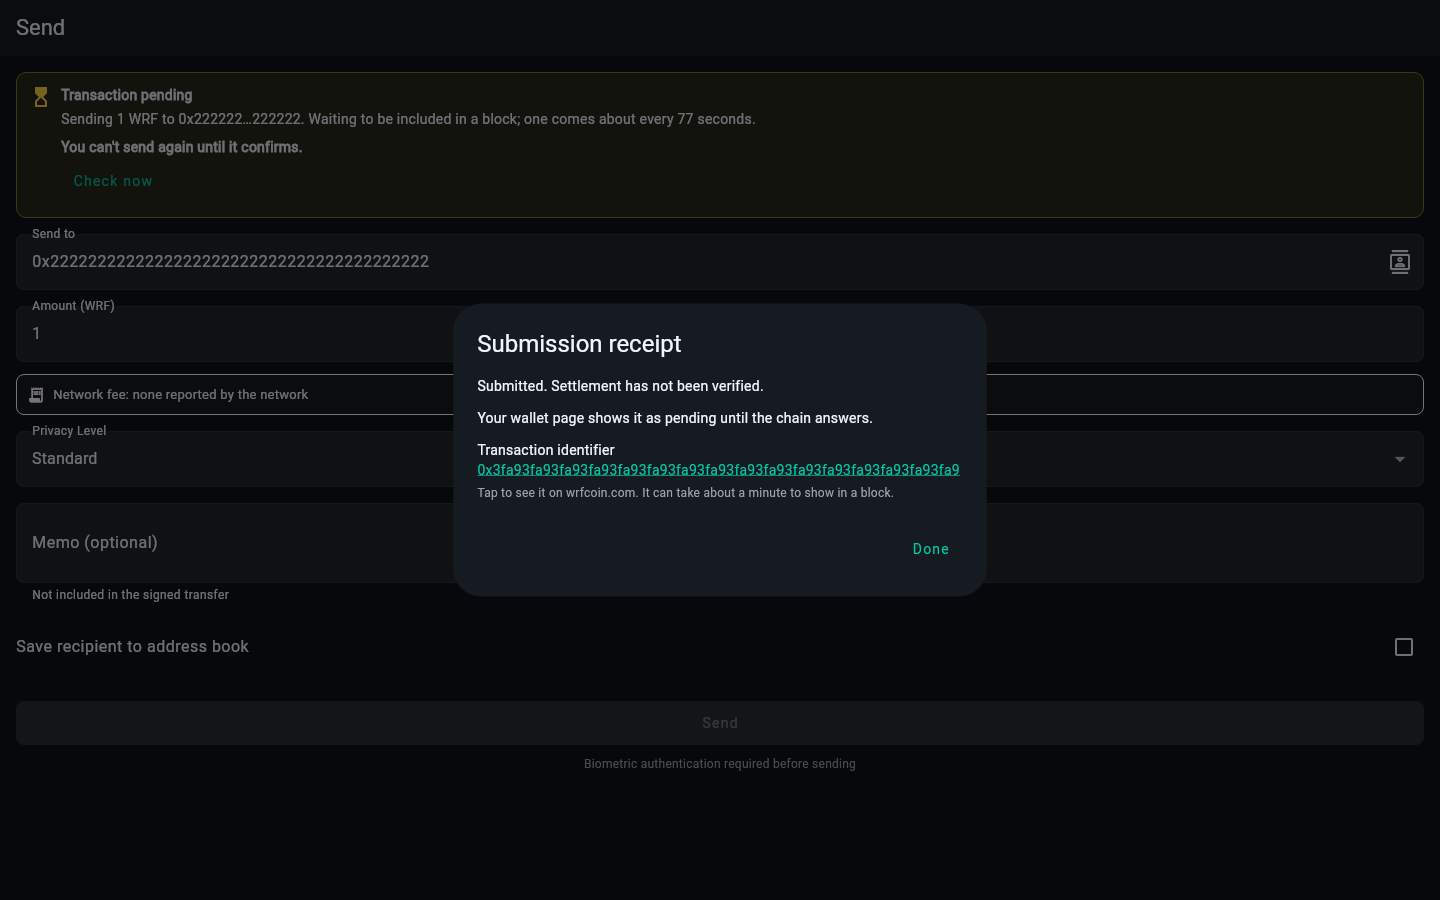 Send
Transaction pending
Sending 1 WRF to 0x222222…222222. Waiting to be included in a block; one comes about every 77 seconds.
You can't send again until it confirms.
Check now
Send to
0x2222222222222222222222222222222222222222
Amount (WRF)
1
Submission receipt
Submitted. Settlement has not been verified.
Network fee: none reported by the network
Your wallet page shows it as pending until the chain answers.
Privacy Level
Standard
Transaction identifier
0x3fa93fa93fa93fa93fa93fa93fa93fa93fa93fa93fa93fa93fa93fa93fa93fa9
Tap to see it on wrfcoin.com. It can take about a minute to show in a block.
Memo (optional)
Done
Not included in the signed transfer
Save recipient to address book
Send
Biometric authentication required before sending